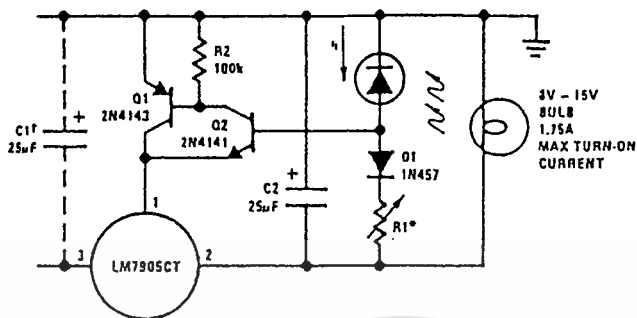 R2
100k
Q1
2N4143
Q2
2N4141
C1†
25µF
+
C2
25µF
+
D1
1N457
R1*
8V – 15V
BULB
1.75A
MAX TURN-ON
CURRENT
1
3
LM7905CT
2